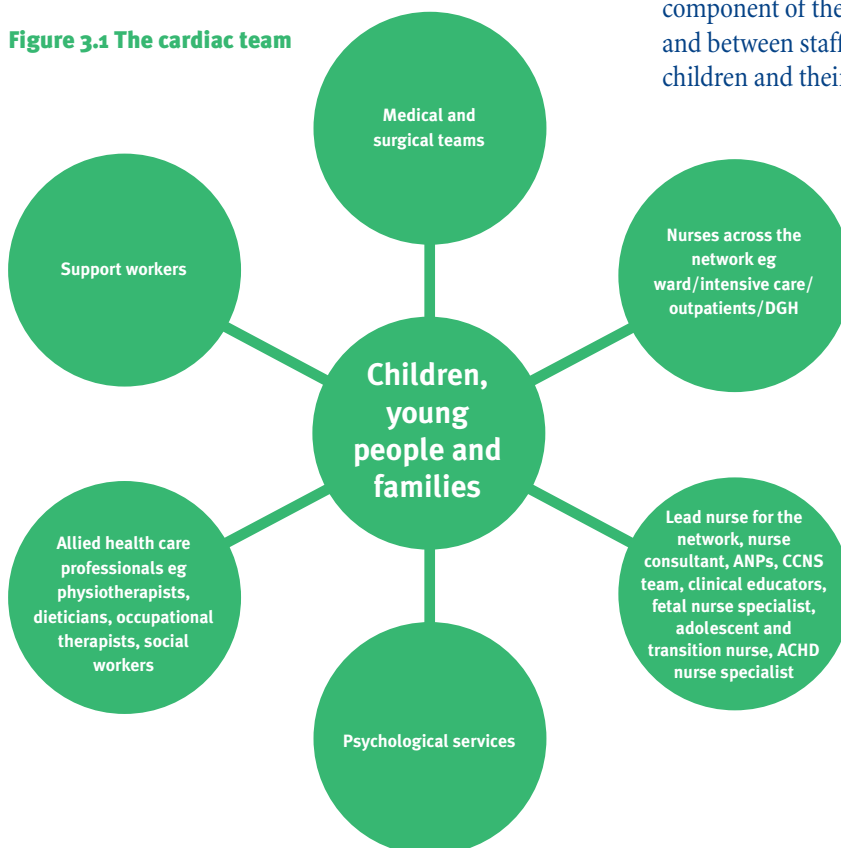 component of the
and between staff
children and their
Figure 3.1 The cardiac team
Medical and
surgical teams
Support workers
Nurses across the
network eg
ward/intensive care/
outpatients/DGH
Children,
young
people and
families
Allied health care
professionals eg
physiotherapists,
dieticians, occupational
therapists, social
workers
Lead nurse for the
network, nurse
consultant, ANPs, CCNS
team, clinical educators,
fetal nurse specialist,
adolescent and
transition nurse, ACHD
nurse specialist
Psychological services